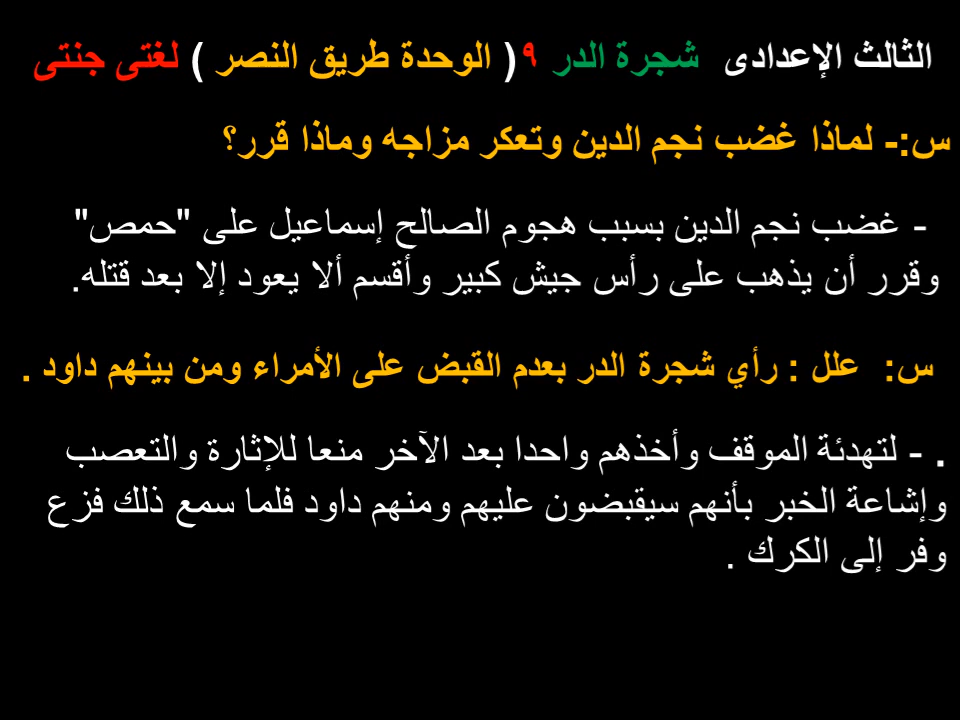 الثالث الإعدادى شجرة الدر ٩ ( الوحدة طريق النصر ) لغتى جنتى
س:- لماذا غضب نجم الدين وتعكر مزاجه وماذا قرر؟
- غضب نجم الدين بسبب هجوم الصالح إسماعيل على "حمص"
وقرر أن يذهب على رأس جيش كبير وأقسم ألا يعود إلا بعد قتله.
س: علل : رأي شجرة الدر بعدم القبض على الأمراء ومن بينهم داود .
. - لتهدئة الموقف وأخذهم واحدا بعد الآخر منعا للإثارة والتعصب
وإشاعة الخبر بأنهم سيقبضون عليهم ومنهم داود فلما سمع ذلك فزع
وفر إلى الكرك .